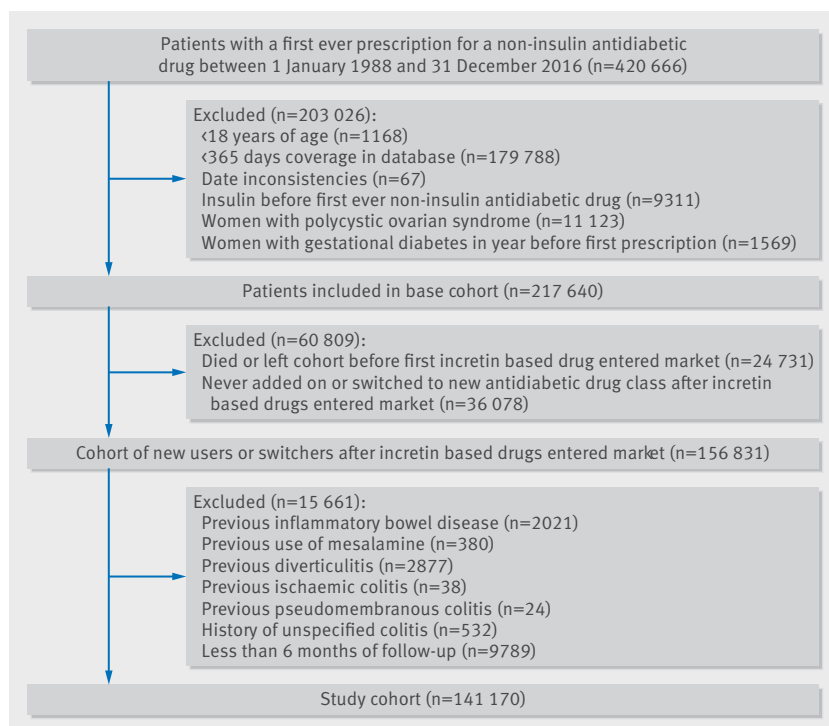 Patients with a first ever prescription for a non-insulin antidiabetic
drug between 1 January 1988 and 31 December 2016 (n=420 666)
Excluded (n=203 026):
<18 years of age (n=1168)
<365 days coverage in database (n=179 788)
Date inconsistencies (n=67)
Insulin before first ever non-insulin antidiabetic drug (n=9311)
Women with polycystic ovarian syndrome (n=11 123)
Women with gestational diabetes in year before first prescription (n=1569)
Patients included in base cohort (n=217 640)
Excluded (n=60 809):
Died or left cohort before first incretin based drug entered market (n=24 731)
Never added on or switched to new antidiabetic drug class after incretin
based drugs entered market (n=36 078)
Cohort of new users or switchers after incretin based drugs entered market (n=156 831)
Excluded (n=15 661):
Previous inflammatory bowel disease (n=2021)
Previous use of mesalamine (n=380)
Previous diverticulitis (n=2877)
Previous ischaemic colitis (n=38)
Previous pseudomembranous colitis (n=24)
History of unspecified colitis (n=532)
Less than 6 months of follow-up (n=9789)
Study cohort (n=141 170)